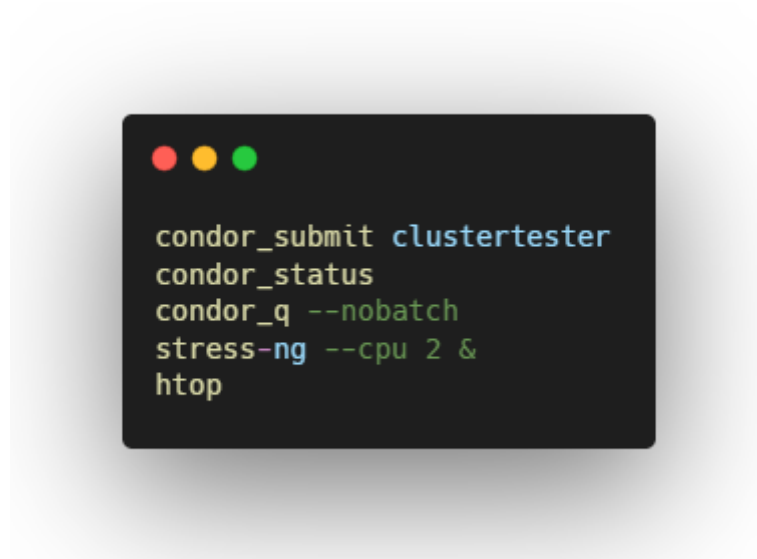 condor_submit clustertester
condor_status
condor_q --nobatch
stress-ng --cpu 2 &
htop